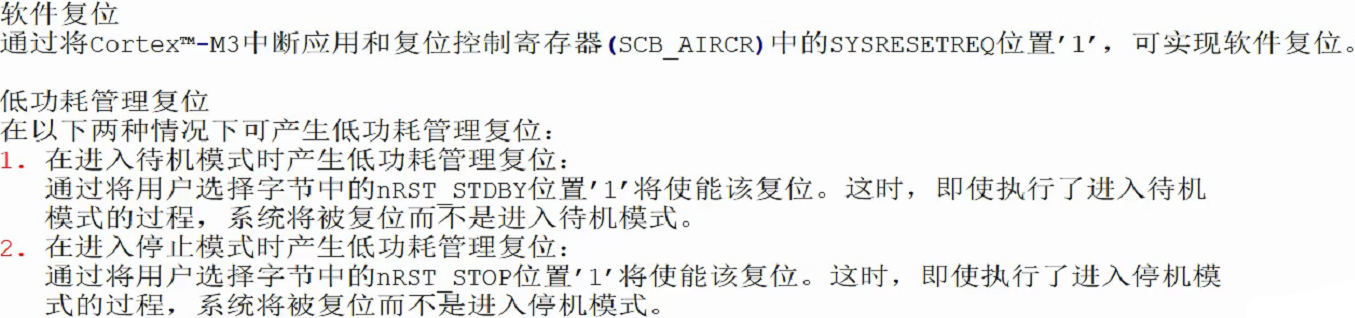 软件复位
通过将Cortex™-M3中断应用和复位控制寄存器(SCB_AIRCR)中的SYSRESETREQ位置'1'，可实现软件复位。
低功耗管理复位
在以下两种情况下可产生低功耗管理复位：
1. 在进入待机模式时产生低功耗管理复位：
通过将用户选择字节中的nRST_STDBY位置'1'将使能该复位。这时，即使执行了进入待机
模式的过程，系统将被复位而不是进入待机模式。
2. 在进入停止模式时产生低功耗管理复位：
通过将用户选择字节中的nRST_STOP位置'1'将使能该复位。这时，即使执行了进入停机模
式的过程，系统将被复位而不是进入停机模式。